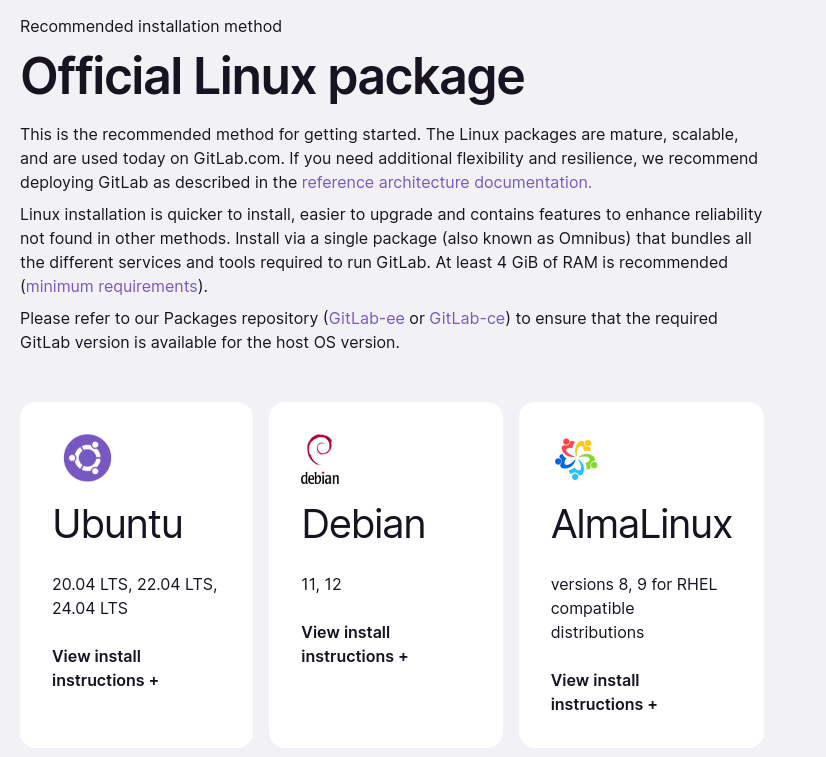 Recommended installation method
Official Linux package
This is the recommended method for getting started. The Linux packages are mature, scalable,
and are used today on GitLab.com. If you need additional flexibility and resilience, we recommend
deploying GitLab as described in the reference architecture documentation.
Linux installation is quicker to install, easier to upgrade and contains features to enhance reliability
not found in other methods. Install via a single package (also known as Omnibus) that bundles all
the different services and tools required to run GitLab. At least 4 GiB of RAM is recommended
(minimum requirements).
Please refer to our Packages repository (GitLab-ee or GitLab-ce) to ensure that the required
GitLab version is available for the host OS version.
Ubuntu
20.04 LTS, 22.04 LTS,
24.04 LTS
View install
instructions +
debian
Debian
11, 12
View install
instructions +
AlmaLinux
versions 8, 9 for RHEL
compatible
distributions
View install
instructions +